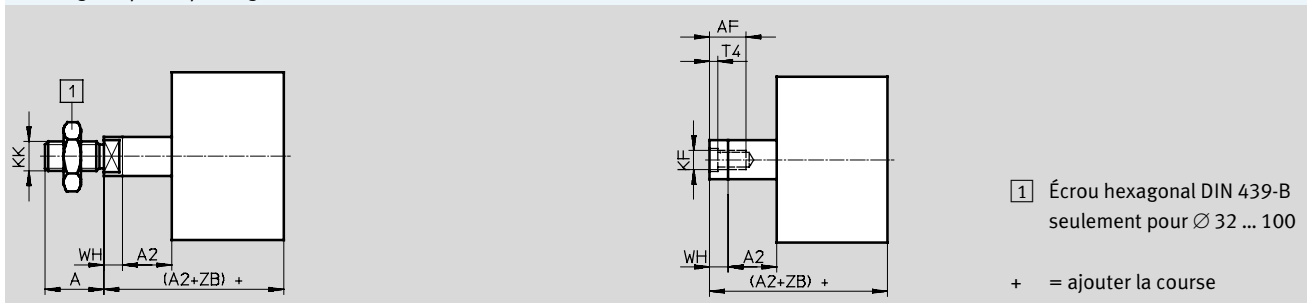 AF
T4
1
KK
KF
WH
A2
A
(A2+ZB) +
WH
A2
(A2+ZB) +
1 Écrou hexagonal DIN 439-B
seulement pour ∅ 32 ... 100
+ = ajouter la course